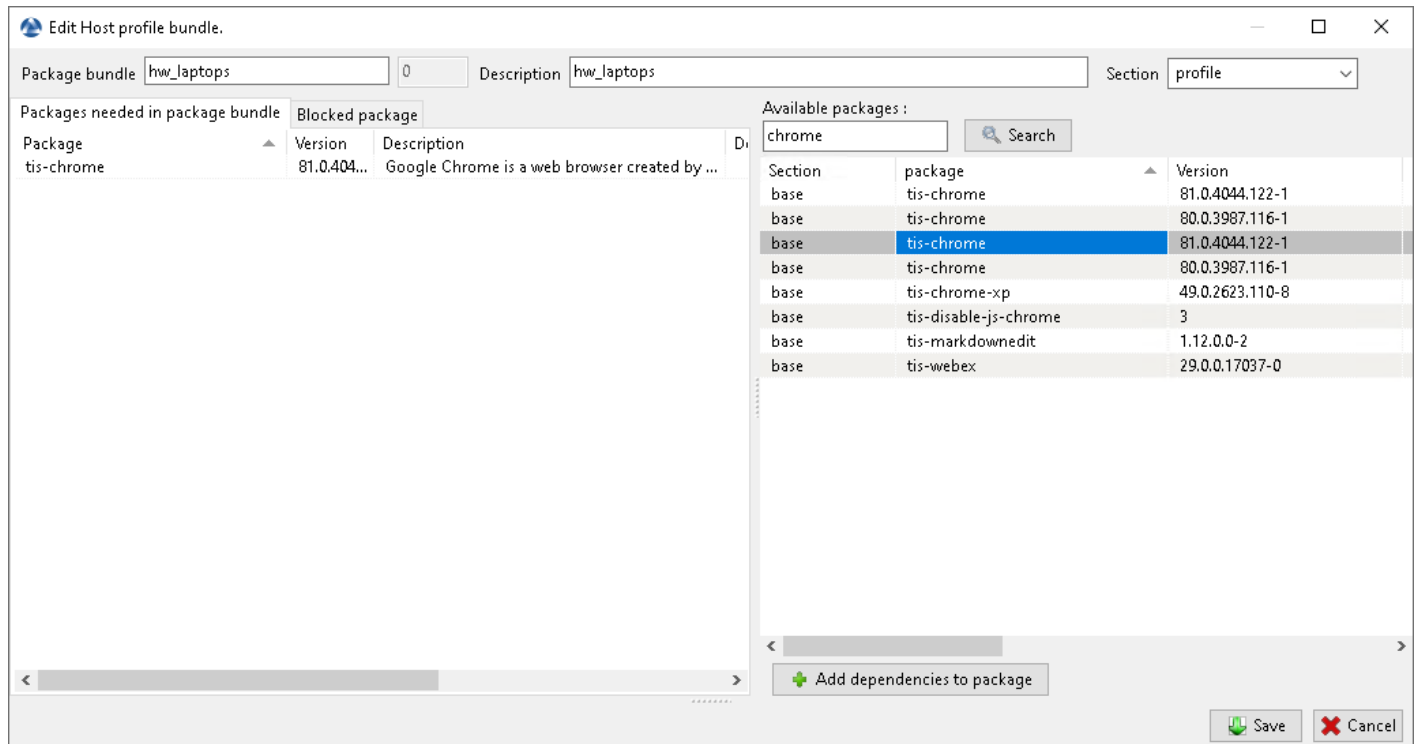 Edit Host profile bundle.
Package bundle hw_laptops 0 Description hw_laptops Section profile
Packages needed in package bundle Blocked package
Package Version Description
tis-chrome 81.0.404... Google Chrome is a web browser created by ...
Available packages :
chrome Search
Section package Version
base tis-chrome 81.0.4044.122-1
base tis-chrome 80.0.3987.116-1
base tis-chrome 81.0.4044.122-1
base tis-chrome 80.0.3987.116-1
base tis-chrome-xp 49.0.2623.110-8
base tis-disable-js-chrome 3
base tis-markdownedit 1.12.0.0-2
base tis-webex 29.0.0.17037-0
Add dependencies to package
Save Cancel